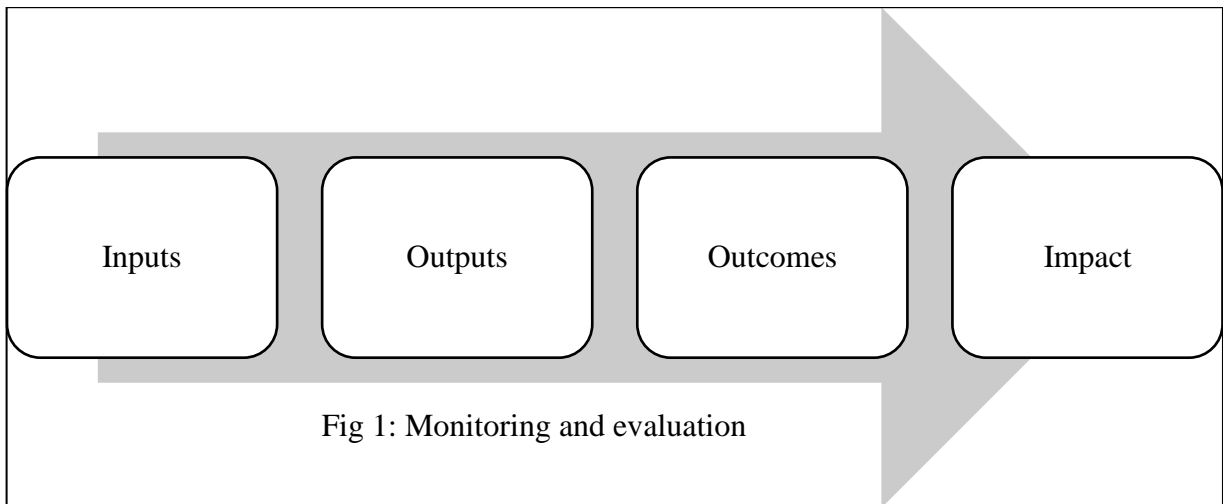 Inputs
Outputs
Outcomes
Impact
Fig 1: Monitoring and evaluation